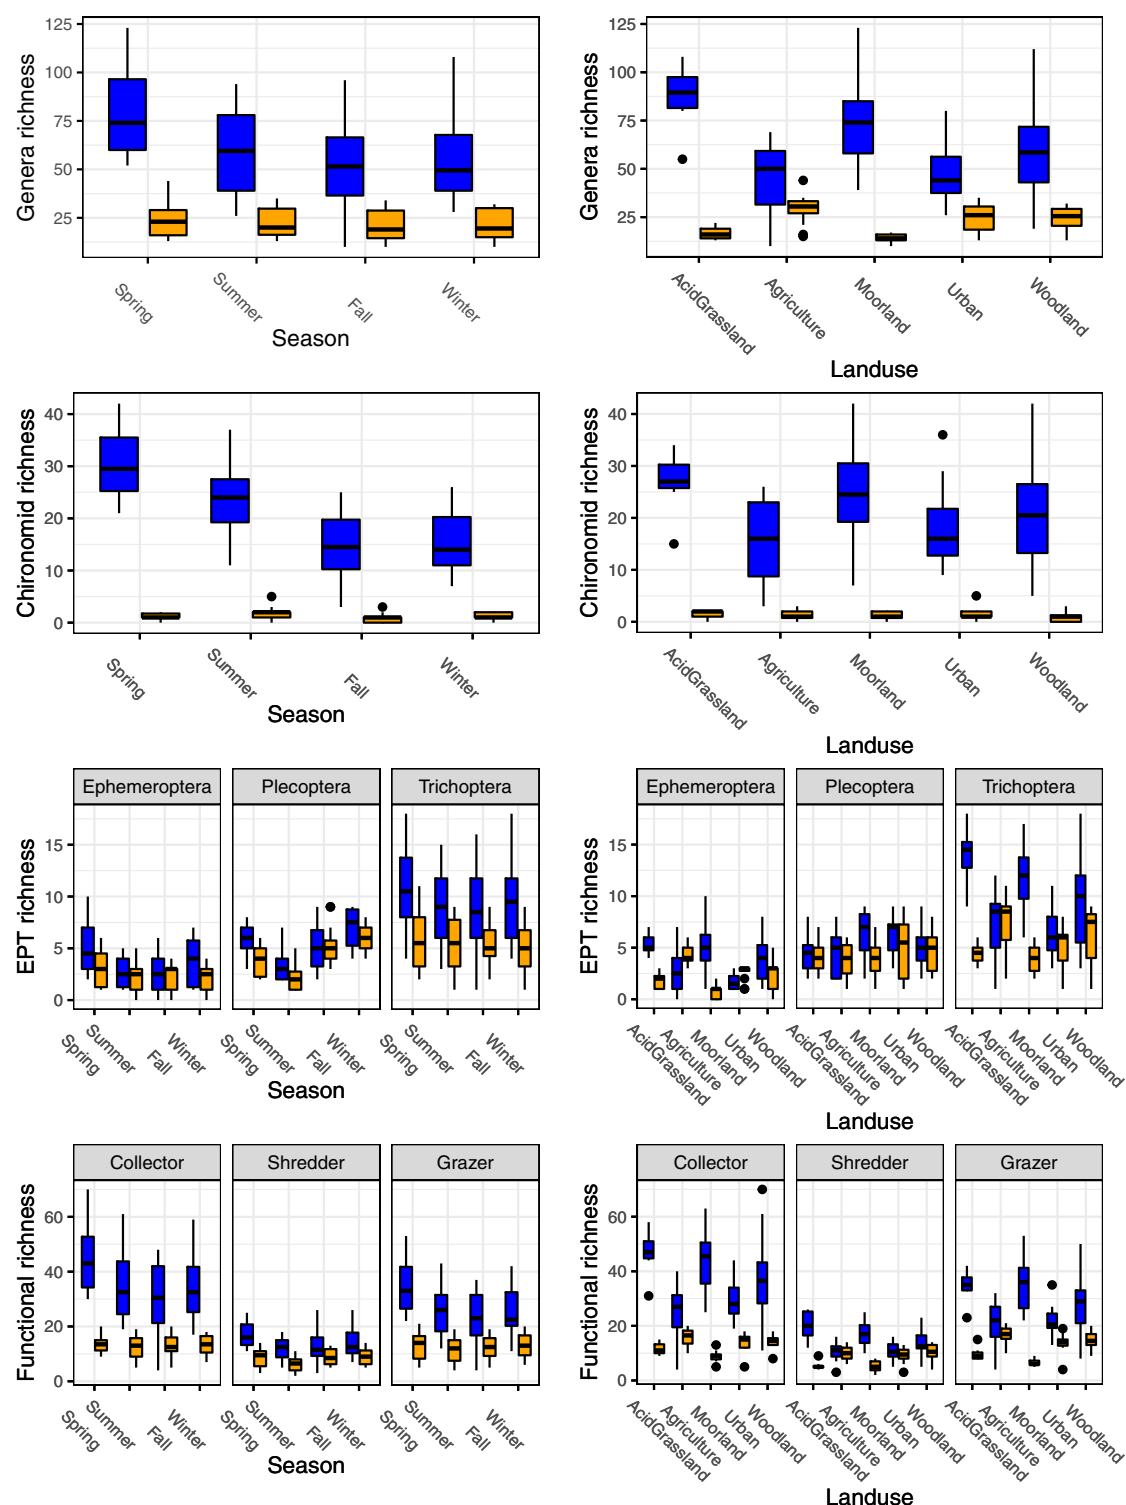 Genera richness
125
100
75
50
25
Spring
Summer
Fall
Winter
Season
Genera richness
125
100
75
50
25
AcidGrassland
Agriculture
Moorland
Urban
Woodland
Landuse
Chironomid richness
40
30
20
10
0
Spring
Summer
Fall
Winter
Season
Chironomid richness
40
30
20
10
0
AcidGrassland
Agriculture
Moorland
Urban
Woodland
Landuse
Ephemeroptera
Plecoptera
Trichoptera
EPT richness
15
10
5
0
Spring
Summer
Fall
Winter
Spring
Summer
Fall
Winter
Spring
Summer
Fall
Winter
Season
Ephemeroptera
Plecoptera
Trichoptera
EPT richness
15
10
5
0
AcidGrassland
Agriculture
Moorland
Urban
Woodland
AcidGrassland
Agriculture
Moorland
Urban
Woodland
AcidGrassland
Agriculture
Moorland
Urban
Woodland
Landuse
Collector
Shredder
Grazer
Functional richness
60
40
20
0
Spring
Summer
Fall
Winter
Spring
Summer
Fall
Winter
Spring
Summer
Fall
Winter
Season
Collector
Shredder
Grazer
Functional richness
60
40
20
0
AcidGrassland
Agriculture
Moorland
Urban
Woodland
AcidGrassland
Agriculture
Moorland
Urban
Woodland
AcidGrassland
Agriculture
Moorland
Urban
Woodland
Landuse